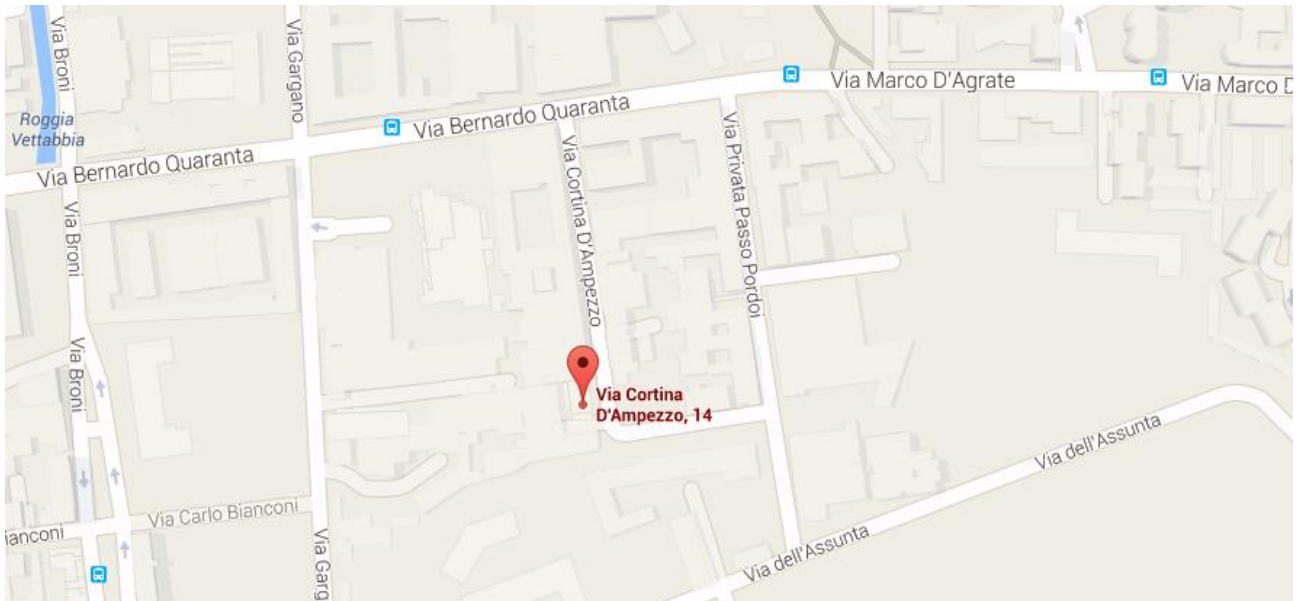 Via Broni
Via Gargano
Roggia
Vettabbia
Via Bernardo Quaranta
Via Bernardo Quaranta
Via Marco D'Agrate
Via Marco D
Via Broni
Via Cortina D'Ampezzo
Via Privata Passo Pordoi
Via Broni
Via Cortina
D'Ampezzo, 14
Via dell'Assunta
Via Carlo Bianconi
ianconi
Via Garg
Via dell'Assunta